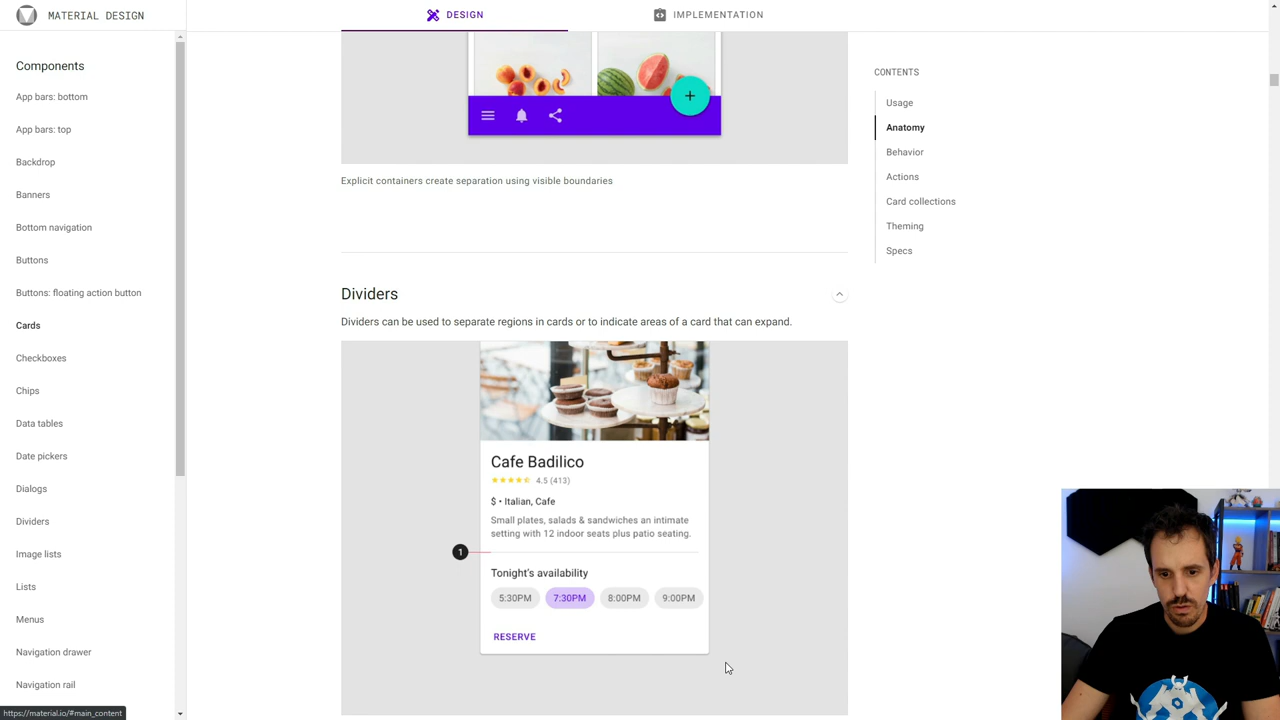 MATERIAL DESIGN
DESIGN
IMPLEMENTATION
Components
App bars: bottom
App bars: top
Backdrop
Banners
Bottom navigation
Buttons
Buttons: floating action button
Cards
Checkboxes
Chips
Data tables
Date pickers
Dialogs
Dividers
Image lists
Lists
Menus
Navigation drawer
Navigation rail
https://material.io/#main_content
Explicit containers create separation using visible boundaries
Dividers
Dividers can be used to separate regions in cards or to indicate areas of a card that can expand.
Cafe Badilico
4.5 (413)
$ • Italian, Cafe
Small plates, salads & sandwiches an intimate
setting with 12 indoor seats plus patio seating.
1
Tonight's availability
5:30PM 7:30PM 8:00PM 9:00PM
RESERVE
CONTENTS
Usage
Anatomy
Behavior
Actions
Card collections
Theming
Specs